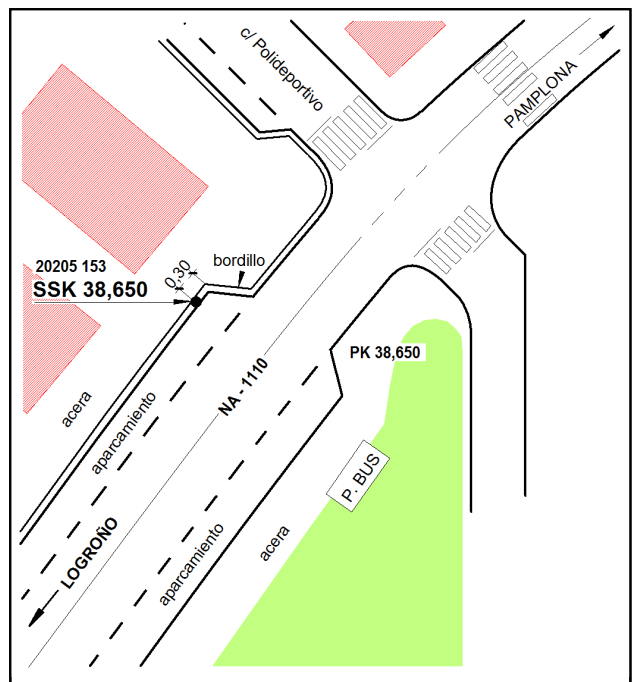 c/ Polideportivo
PAMPLONA
bordillo
20205 153
0,30
SSK 38,650
PK 38,650
NA - 1110
acera
aparcamiento
P. BUS
LOGROÑO
aparcamiento
acera